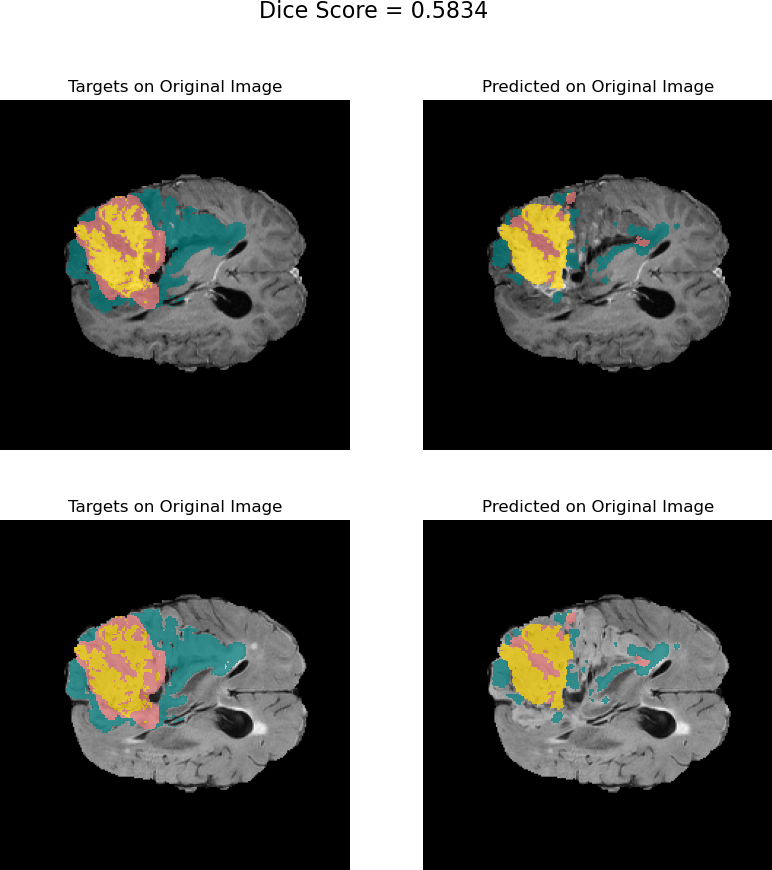 Dice Score = 0.5834
Targets on Original Image
Predicted on Original Image
Targets on Original Image
Predicted on Original Image